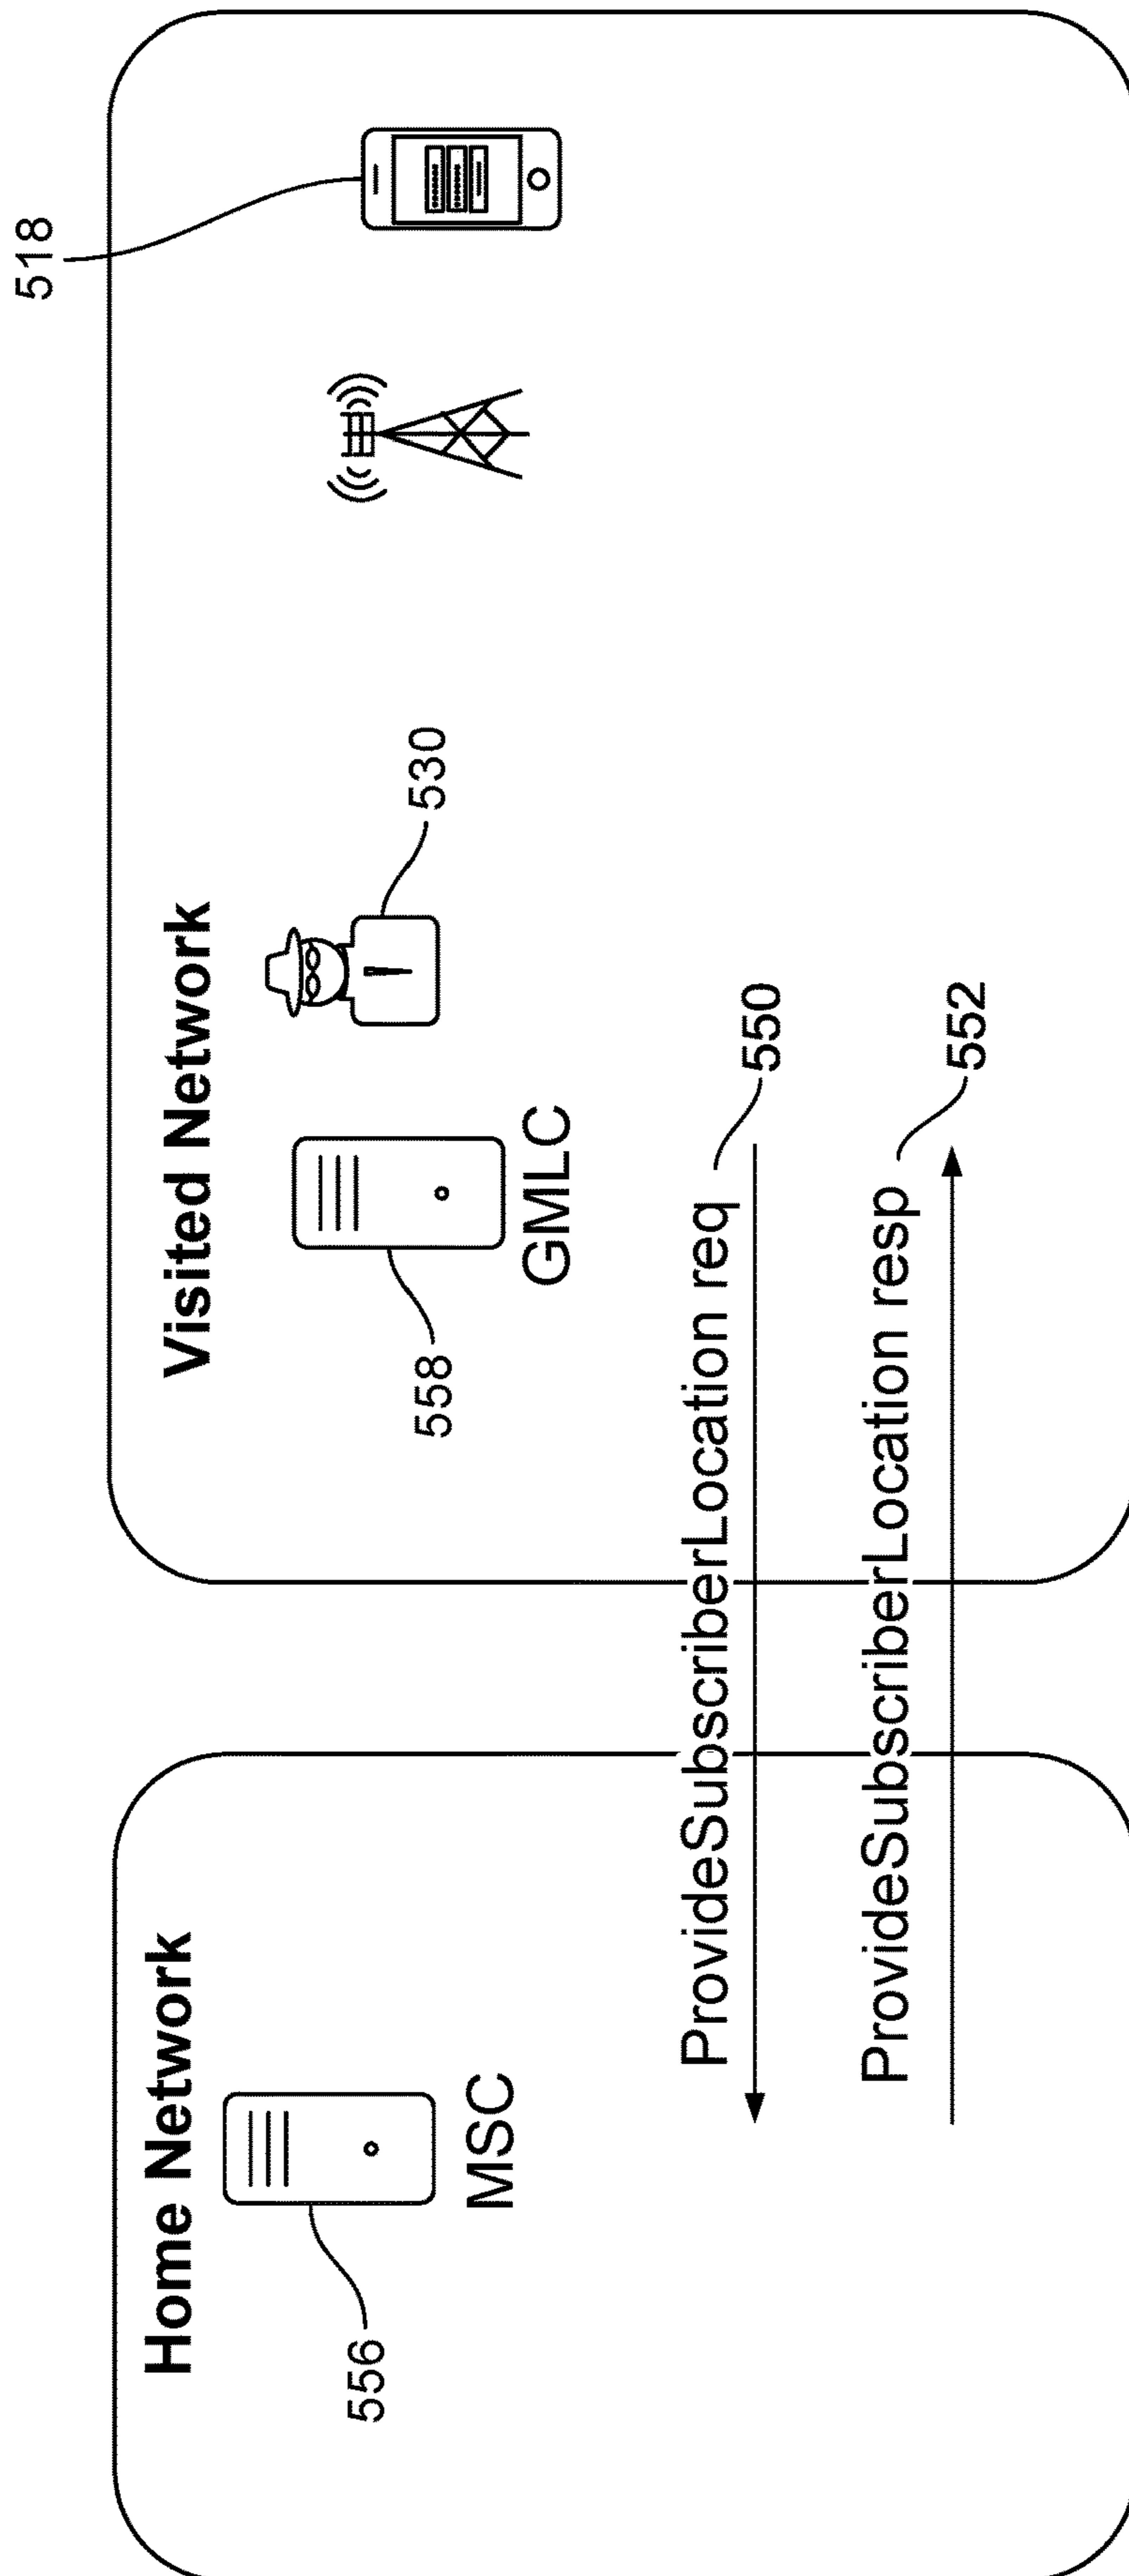 Home Network
556
MSC
Visited Network
558
GMLC
530
518
ProvideSubscriberLocation req
550
ProvideSubscriberLocation resp
552